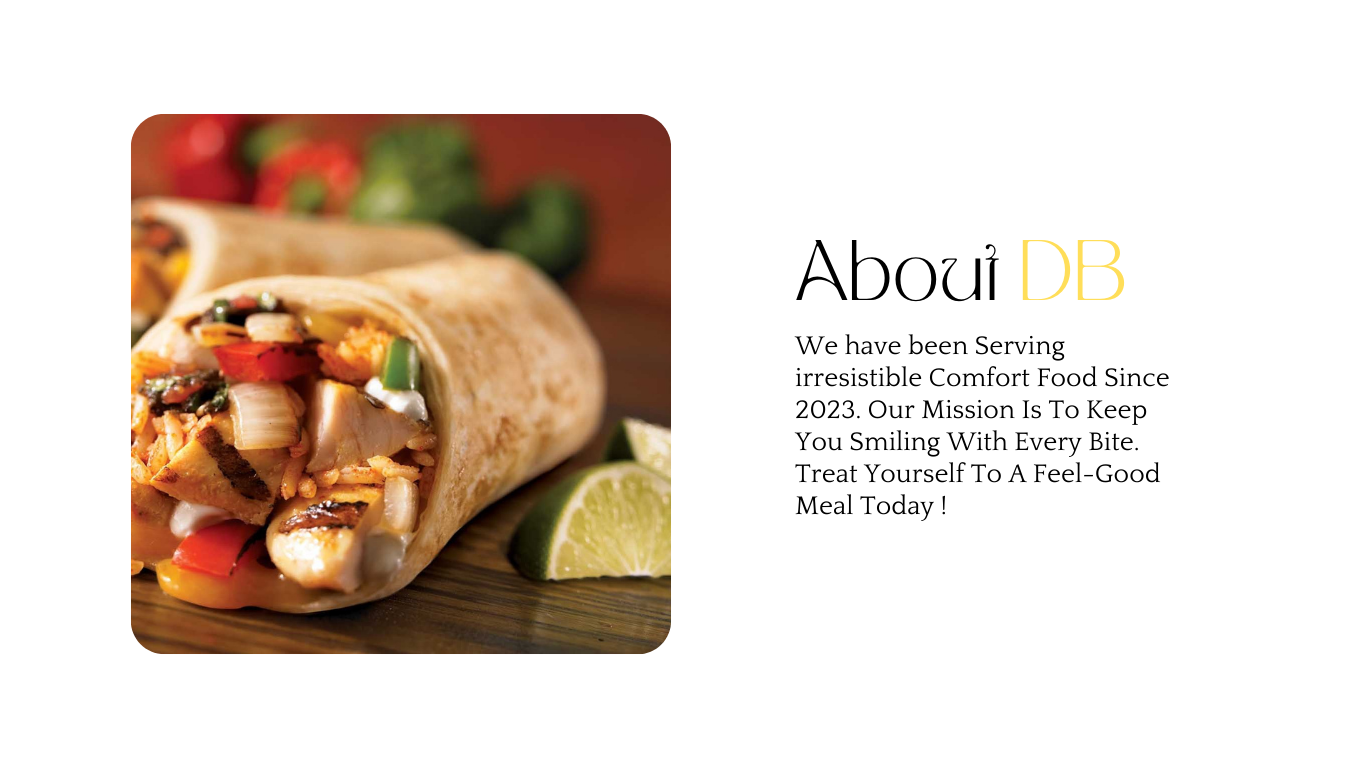 About DB
We have been Serving
irresistible Comfort Food Since
2023. Our Mission Is To Keep
You Smiling With Every Bite.
Treat Yourself To A Feel-Good
Meal Today !